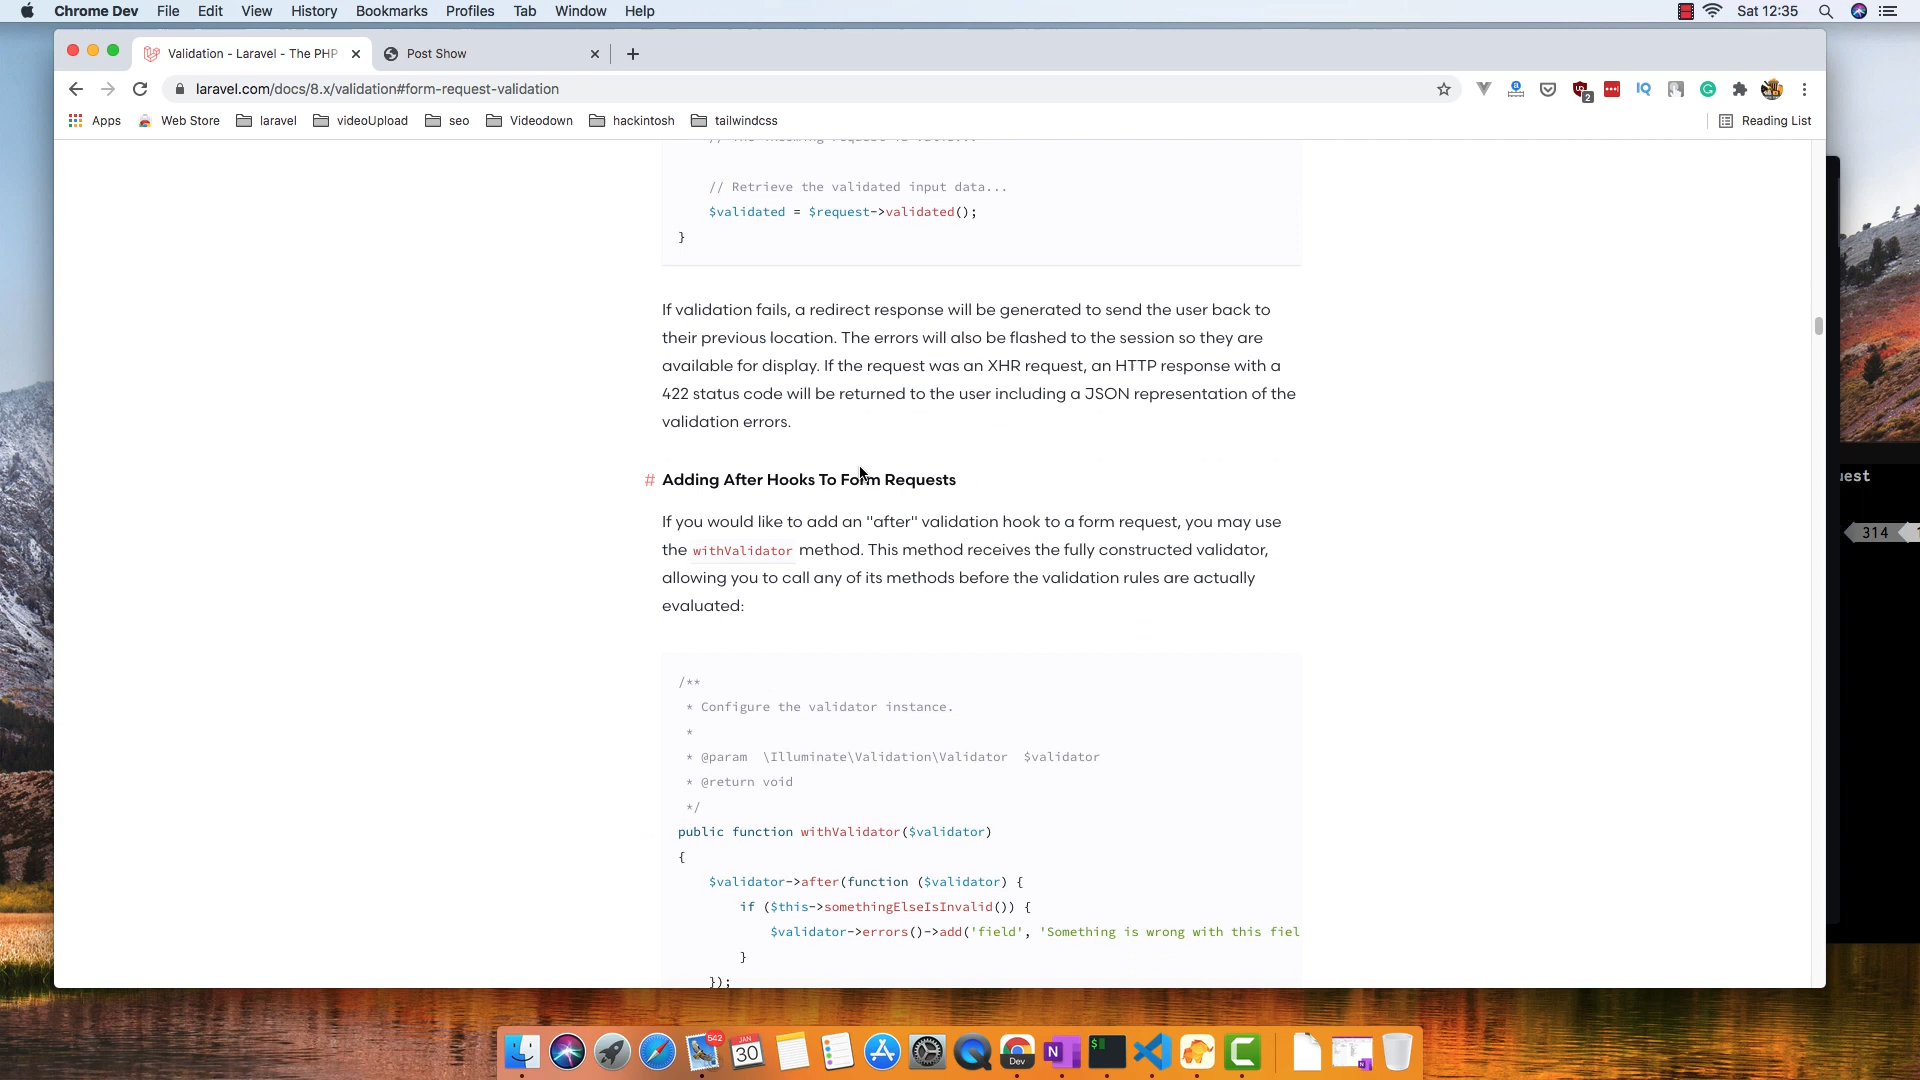 Chrome Dev File Edit View History Bookmarks Profiles Tab Window Help Sat 12:35
Validation - Laravel - The PHP Post Show
laravel.com/docs/8.x/validation#form-request-validation
2 IQ
Apps Web Store laravel videoUpload seo Videodown hackintosh tailwindcss Reading List
// Retrieve the validated input data...
$validated = $request->validated();
}
If validation fails, a redirect response will be generated to send the user back to
their previous location. The errors will also be flashed to the session so they are
available for display. If the request was an XHR request, an HTTP response with a
422 status code will be returned to the user including a JSON representation of the
validation errors.
# Adding After Hooks To Form Requests
uest
If you would like to add an "after" validation hook to a form request, you may use
314
the withValidator method. This method receives the fully constructed validator,
allowing you to call any of its methods before the validation rules are actually
evaluated:
/**
* Configure the validator instance.
*
* @param \Illuminate\Validation\Validator $validator
* @return void
*/
public function withValidator($validator)
{
$validator->after(function ($validator) {
if ($this->somethingElseIsInvalid()) {
$validator->errors()->add('field', 'Something is wrong with this fiel
}
});
542
JAN
30
Dev
N
$
C